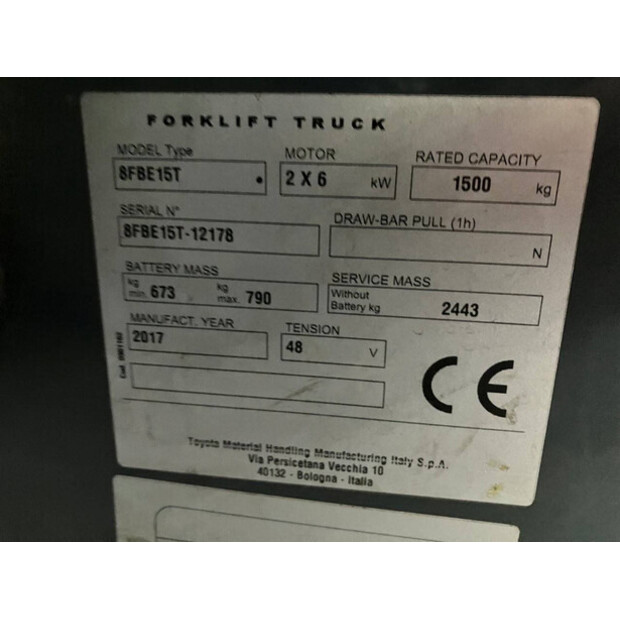 FORKLIFT TRUCK
MODEL Type MOTOR RATED CAPACITY
8FBE15T 2 X 6 kW 1500 kg
SERIAL N° DRAW-BAR PULL (1h)
8FBE15T-12178 N
BATTERY MASS SERVICE MASS
kg min. 673 kg max. 790 Without Battery kg 2443
MANUFACT. YEAR TENSION
2017 48 V
CE
Toyota Material Handling Manufacturing Italy S.p.A.
Via Persicetana Vecchia 10
40132 - Bologna - Italia